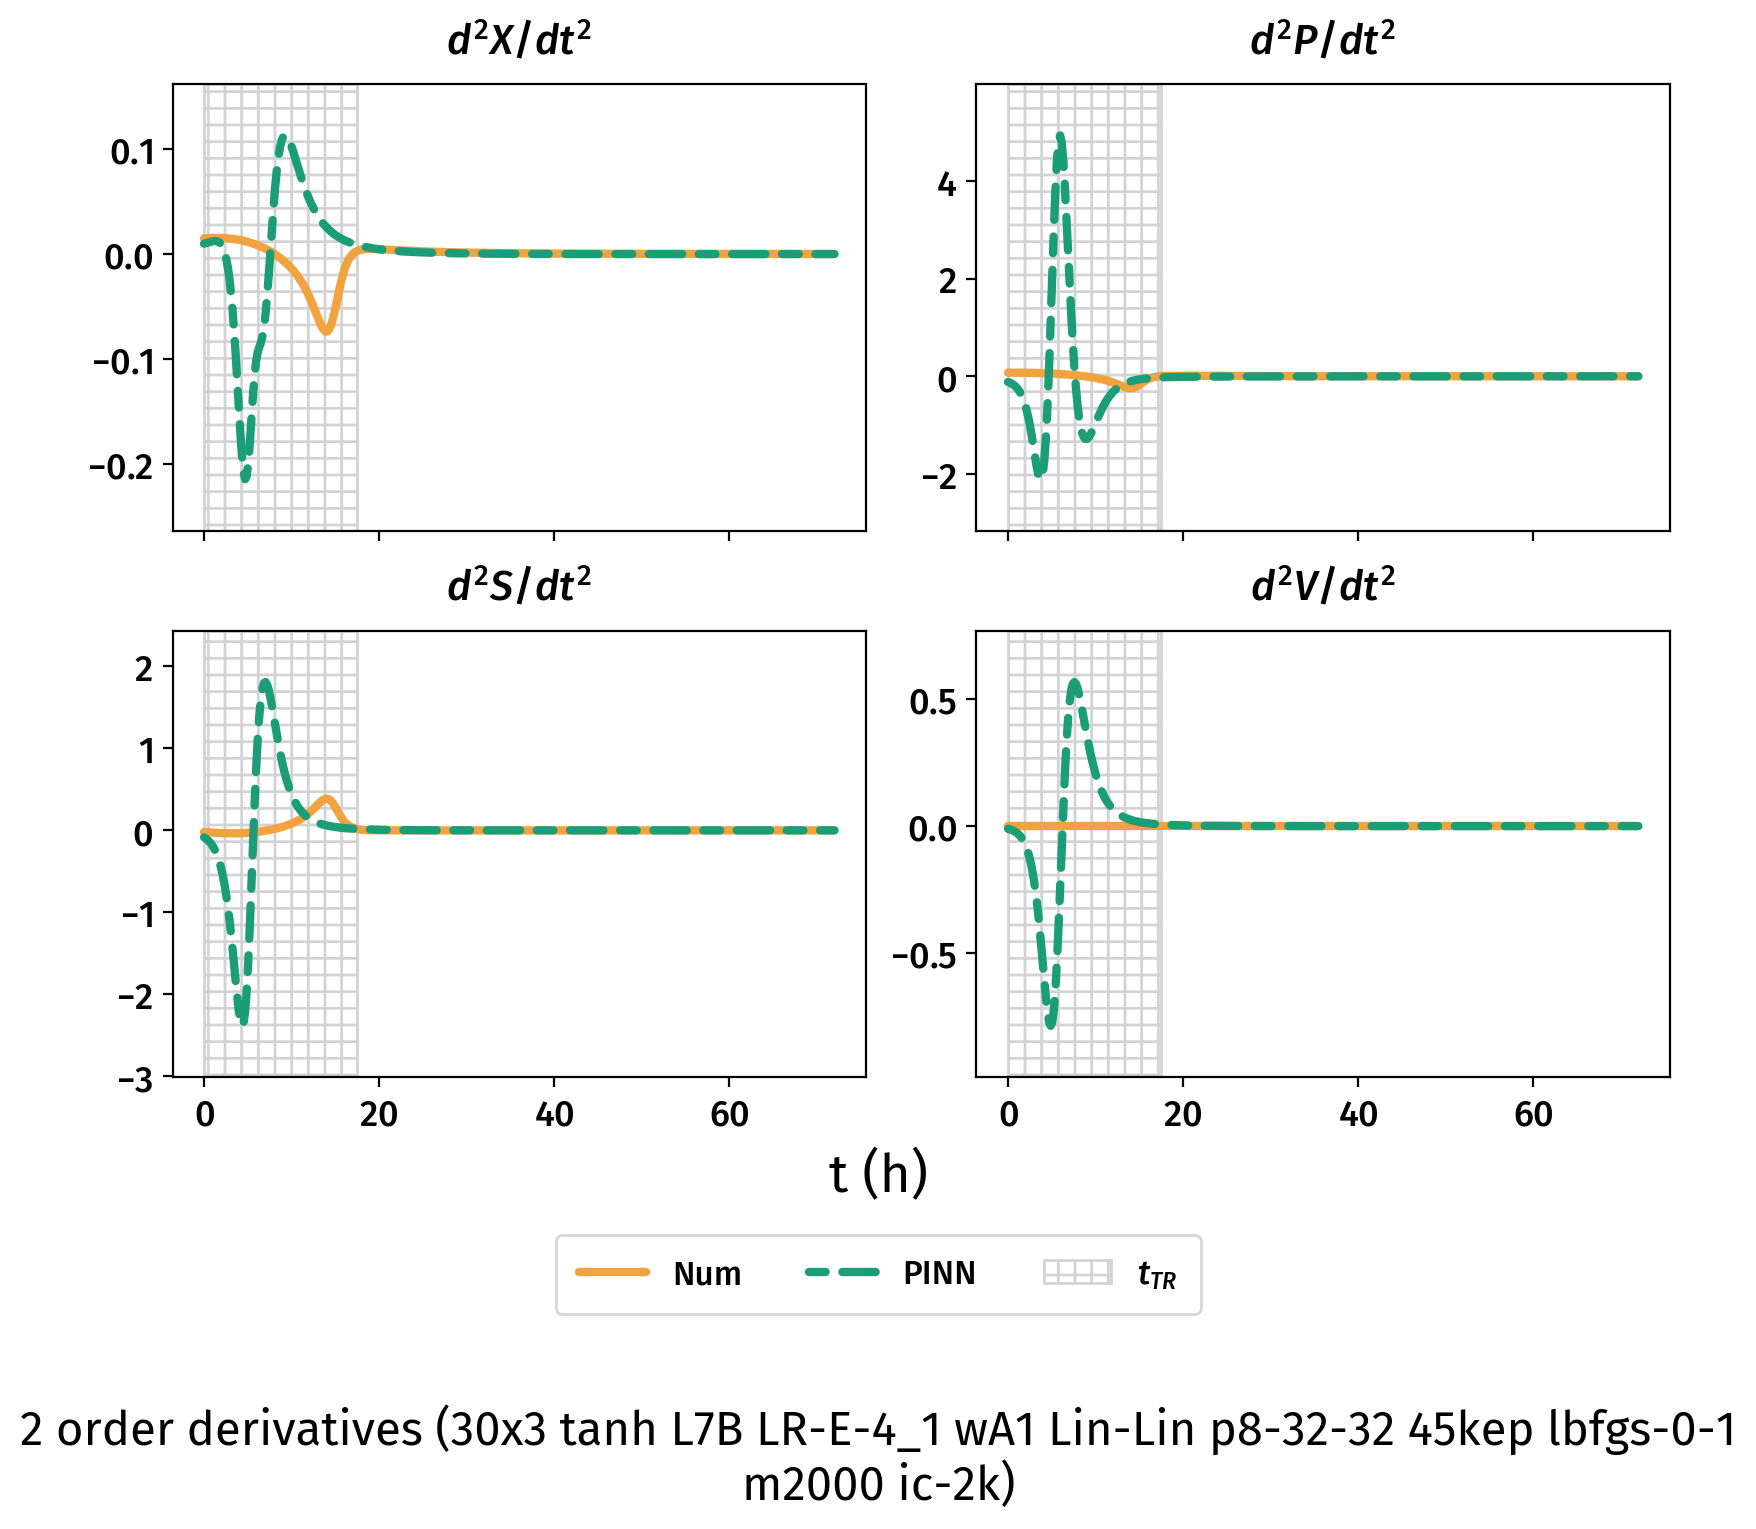 d²X/dt²
d²P/dt²
0.1
0.0
−0.1
−0.2
4
2
0
−2
d²S/dt²
d²V/dt²
2
1
0
−1
−2
−3
0.5
0.0
−0.5
0 20 40 60
0 20 40 60
t (h)
Num PINN t_TR
2 order derivatives (30x3 tanh L7B LR-E-4_1 wA1 Lin-Lin p8-32-32 45kep lbfgs-0-1
m2000 ic-2k)